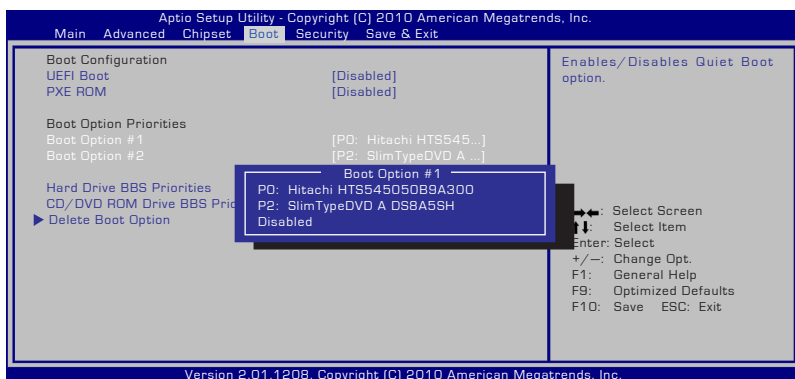 Aptio Setup Utility - Copyright (C) 2010 American Megatrends, Inc.
Main Advanced Chipset Boot Security Save & Exit
Boot Configuration
UEFI Boot [Disabled]
PXE ROM [Disabled]
Boot Option Priorities
Boot Option #1 [P0: Hitachi HTS545...]
Boot Option #2 [P2: SlimTypeDVD A ...]
Hard Drive BBS Priorities
CD/DVD ROM Drive BBS Prio
Delete Boot Option
Boot Option #1
P0: Hitachi HTS545050B9A300
P2: SlimTypeDVD A DS8A5SH
Disabled
Enables/Disables Quiet Boot
option.
→←: Select Screen
↑↓: Select Item
Enter: Select
+/—: Change Opt.
F1: General Help
F9: Optimized Defaults
F10: Save ESC: Exit
Version 2.01.1208. Copyright (C) 2010 American Megatrends, Inc.